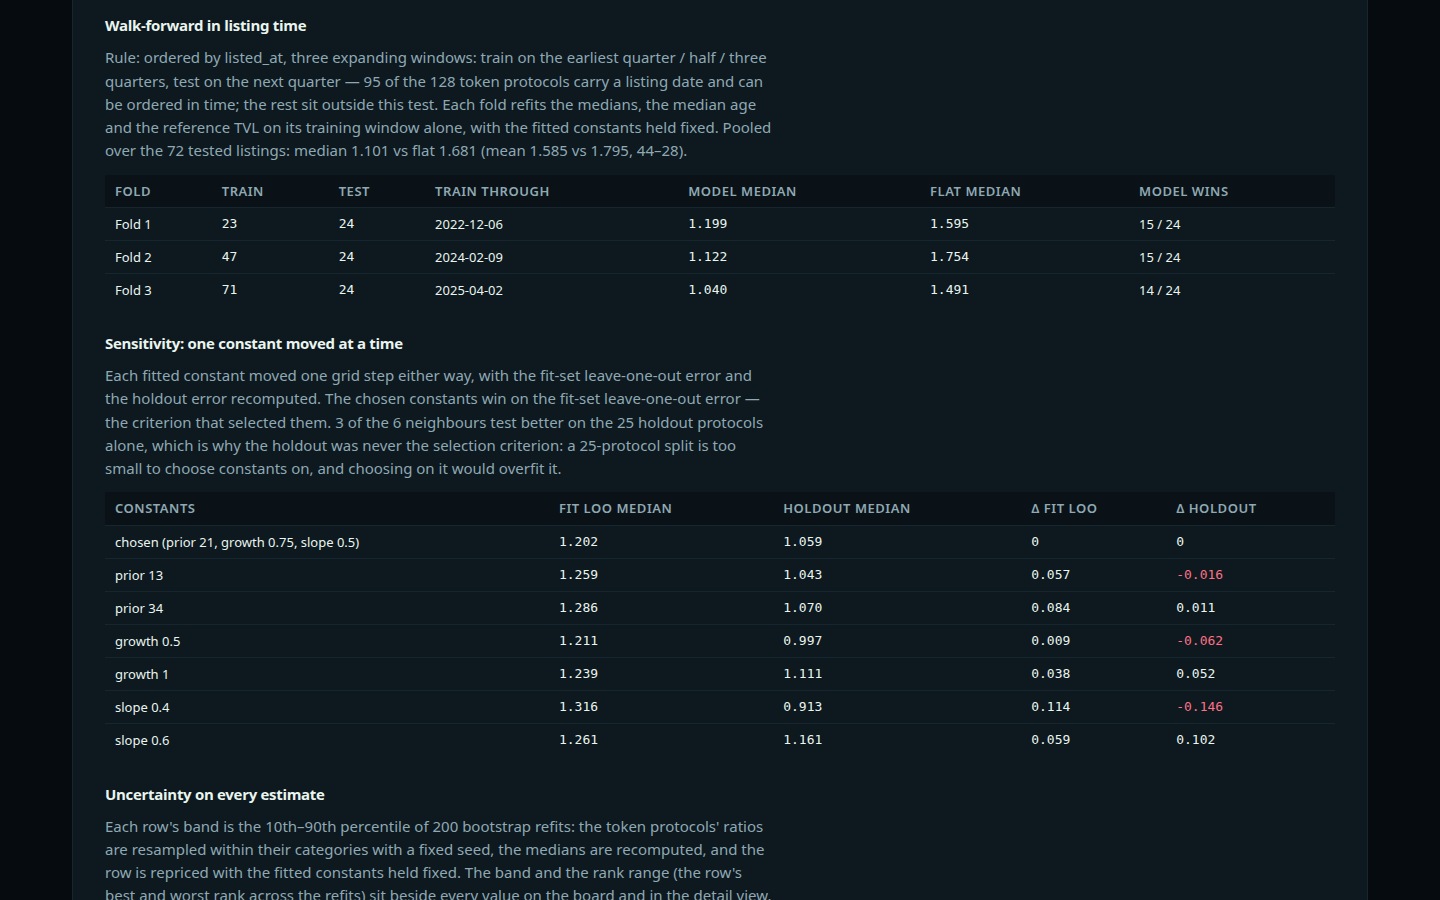 Walk-forward in listing time
Rule: ordered by listed_at, three expanding windows: train on the earliest quarter / half / three
quarters, test on the next quarter — 95 of the 128 token protocols carry a listing date and can
be ordered in time; the rest sit outside this test. Each fold refits the medians, the median age
and the reference TVL on its training window alone, with the fitted constants held fixed. Pooled
over the 72 tested listings: median 1.101 vs flat 1.681 (mean 1.585 vs 1.795, 44–28).
FOLD TRAIN TEST TRAIN THROUGH MODEL MEDIAN FLAT MEDIAN MODEL WINS
Fold 1 23 24 2022-12-06 1.199 1.595 15 / 24
Fold 2 47 24 2024-02-09 1.122 1.754 15 / 24
Fold 3 71 24 2025-04-02 1.040 1.491 14 / 24
Sensitivity: one constant moved at a time
Each fitted constant moved one grid step either way, with the fit-set leave-one-out error and
the holdout error recomputed. The chosen constants win on the fit-set leave-one-out error —
the criterion that selected them. 3 of the 6 neighbours test better on the 25 holdout protocols
alone, which is why the holdout was never the selection criterion: a 25-protocol split is too
small to choose constants on, and choosing on it would overfit it.
CONSTANTS FIT LOO MEDIAN HOLDOUT MEDIAN Δ FIT LOO Δ HOLDOUT
chosen (prior 21, growth 0.75, slope 0.5) 1.202 1.059 0 0
prior 13 1.259 1.043 0.057 -0.016
prior 34 1.286 1.070 0.084 0.011
growth 0.5 1.211 0.997 0.009 -0.062
growth 1 1.239 1.111 0.038 0.052
slope 0.4 1.316 0.913 0.114 -0.146
slope 0.6 1.261 1.161 0.059 0.102
Uncertainty on every estimate
Each row's band is the 10th–90th percentile of 200 bootstrap refits: the token protocols' ratios
are resampled within their categories with a fixed seed, the medians are recomputed, and the
row is repriced with the fitted constants held fixed. The band and the rank range (the row's
best and worst rank across the refits) sit beside every value on the board and in the detail view.